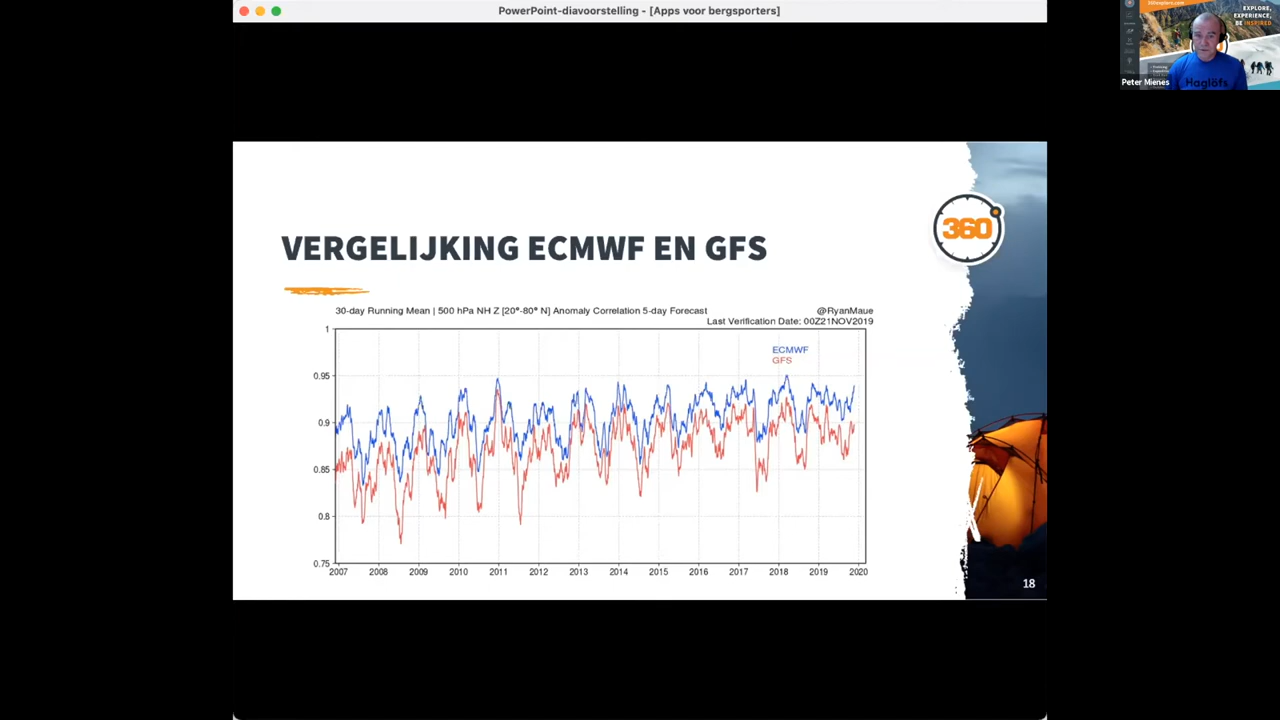 PowerPoint-diavoorstelling - [Apps voor bergsporters]
EXPLORE,
EXPERIENCE,
BE INSPIRED
Haglöfs
Peter Mienes
360
VERGELIJKING ECMWF EN GFS
30-day Running Mean | 500 hPa NH Z [20°-80° N] Anomaly Correlation 5-day Forecast
@RyanMaue
Last Verification Date: 00Z21NOV2019
ECMWF
GFS
1
0.95
0.9
0.85
0.8
0.75
2007 2008 2009 2010 2011 2012 2013 2014 2015 2016 2017 2018 2019 2020
18